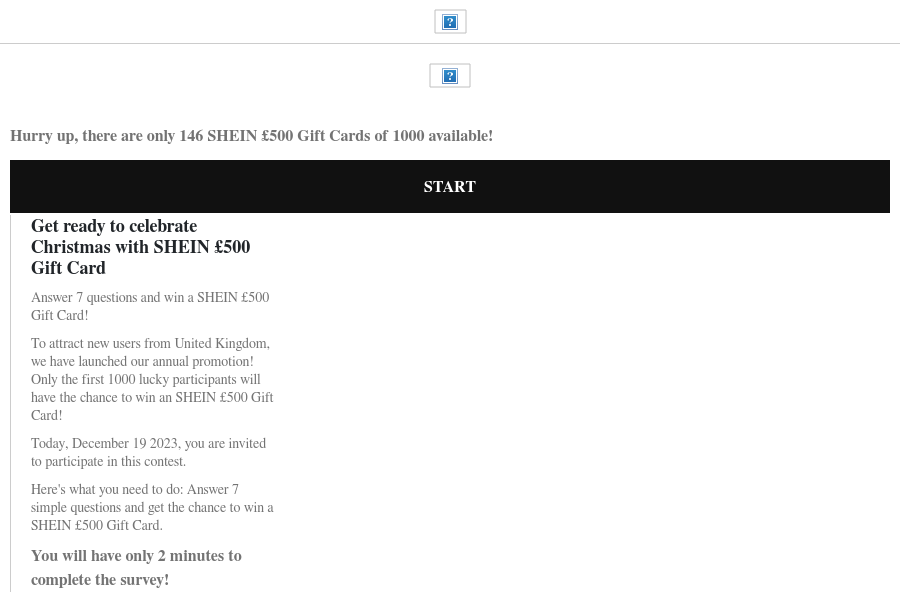 Hurry up, there are only 146 SHEIN £500 Gift Cards of 1000 available!
START
Get ready to celebrate
Christmas with SHEIN £500
Gift Card
Answer 7 questions and win a SHEIN £500
Gift Card!
To attract new users from United Kingdom,
we have launched our annual promotion!
Only the first 1000 lucky participants will
have the chance to win an SHEIN £500 Gift
Card!
Today, December 19 2023, you are invited
to participate in this contest.
Here's what you need to do: Answer 7
simple questions and get the chance to win a
SHEIN £500 Gift Card.
You will have only 2 minutes to
complete the survey!